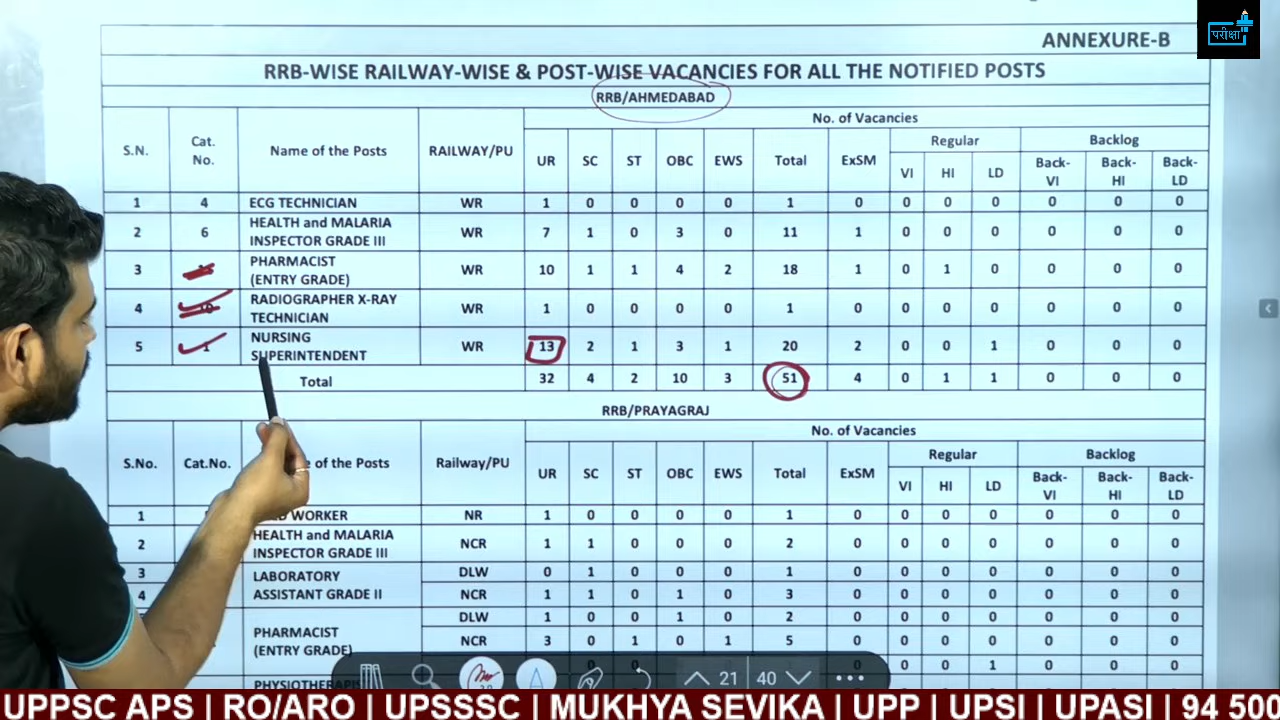 परीक्षा
ANNEXURE-B
RRB-WISE RAILWAY-WISE & POST-WISE VACANCIES FOR ALL THE NOTIFIED POSTS
RRB/AHMEDABAD
S.N. Cat. No. Name of the Posts RAILWAY/PU No. of Vacancies
UR SC ST OBC EWS Total ExSM Regular Backlog
VI HI LD Back-VI Back-HI Back-LD
1 4 ECG TECHNICIAN WR 1 0 0 0 0 1 0 0 0 0 0 0 0
2 6 HEALTH and MALARIA INSPECTOR GRADE III WR 7 1 0 3 0 11 1 0 0 0 0 0 0
3 PHARMACIST (ENTRY GRADE) WR 10 1 1 4 2 18 1 0 1 0 0 0 0
4 RADIOGRAPHER X-RAY TECHNICIAN WR 1 0 0 0 0 1 0 0 0 0 0 0 0
5 1 NURSING SUPERINTENDENT WR 13 2 1 3 1 20 2 0 0 1 0 0 0
Total 32 4 2 10 3 51 4 0 1 1 0 0 0
RRB/PRAYAGRAJ
S.No. Cat.No. e of the Posts Railway/PU No. of Vacancies
UR SC ST OBC EWS Total ExSM Regular Backlog
VI HI LD Back-VI Back-HI Back-LD
1 WORKER NR 1 0 0 0 0 1 0 0 0 0 0 0 0
2 HEALTH and MALARIA INSPECTOR GRADE III NCR 1 1 0 0 0 2 0 0 0 0 0 0 0
3 LABORATORY ASSISTANT GRADE II DLW 0 1 0 0 0 1 0 0 0 0 0 0 0
4 NCR 1 1 0 1 0 3 0 0 0 0 0 0 0
PHARMACIST (ENTRY GRADE) DLW 1 0 0 1 0 2 0 0 0 0 0 0 0
NCR 3 0 1 0 1 5 0 0 0 0 0 0 0
0 0 1 0 0 0
21 40
UPPSC APS | RO/ARO | UPSSSC | MUKHYA SEVIKA | UPP | UPSI | UPASI | 94 500